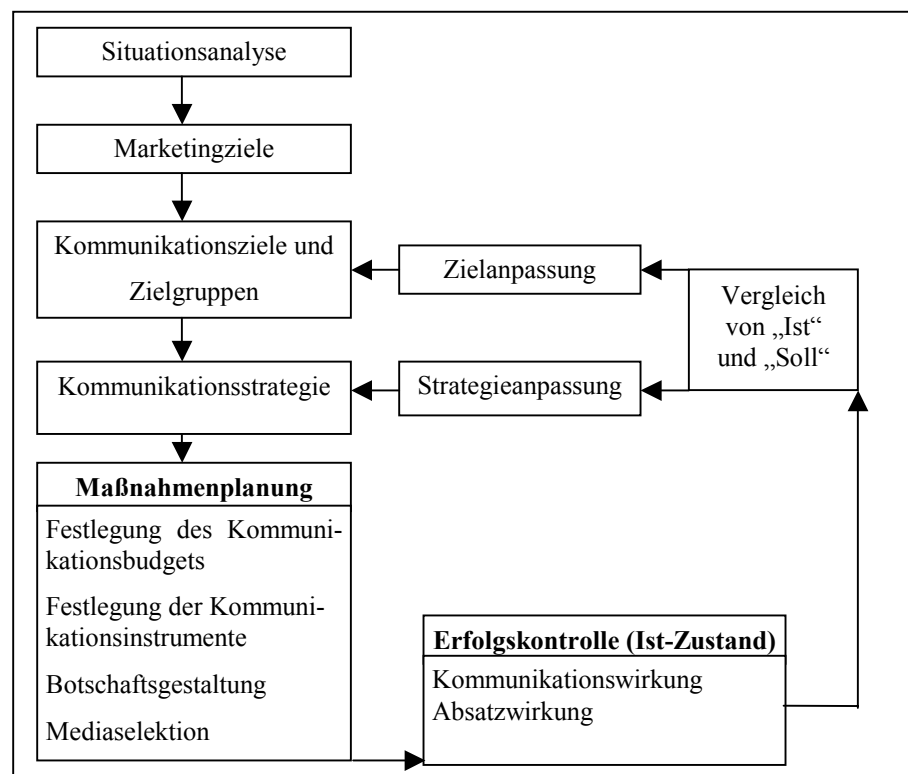 Situationsanalyse
Marketingziele
Kommunikationsziele und
Zielgruppen
Zielanpassung
Vergleich
von „Ist“
und „Soll“
Kommunikationsstrategie
Strategieanpassung
Maßnahmenplanung
Festlegung des Kommuni-
kationsbudgets
Festlegung der Kommuni-
kationsinstrumente
Botschaftsgestaltung
Mediaselektion
Erfolgskontrolle (Ist-Zustand)
Kommunikationswirkung
Absatzwirkung